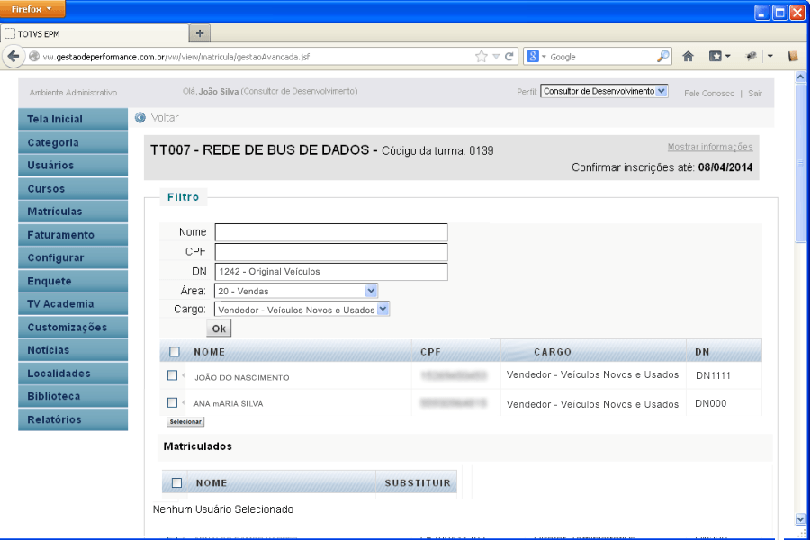 Firefox
TOTVS EPM
vw.gestaodeperformance.com.br/vw/view/matricula/gestaoAvancada.jsf
Google
Ambiente Administrativo
Olá, João Silva (Consultor de Desenvolvimento)
Perfil Consultor de Desenvolvimento
Fale Conosco | Sair
Tela Inicial
Categoria
Usuários
Cursos
Matrículas
Faturamento
Configurar
Enquete
TV Academia
Customizações
Notícias
Localidades
Biblioteca
Relatórios
Voltar
TT007 - REDE DE BUS DE DADOS - Código da turma: 0139
Mostrar informações
Confirmar inscrições até: 08/04/2014
Filtro
Nome
CPF
DN 1242 - Original Veículos
Área: 20 - Vendas
Cargo: Vendedor - Veículos Novos e Usados
Ok
NOME CPF CARGO DN
JOÃO DO NASCIMENTO Vendedor - Veículos Novos e Usados DN1111
ANA mARIA SILVA Vendedor - Veículos Novos e Usados DN000
Selecionar
Matriculados
NOME SUBSTITUIR
Nenhum Usuário Selecionado